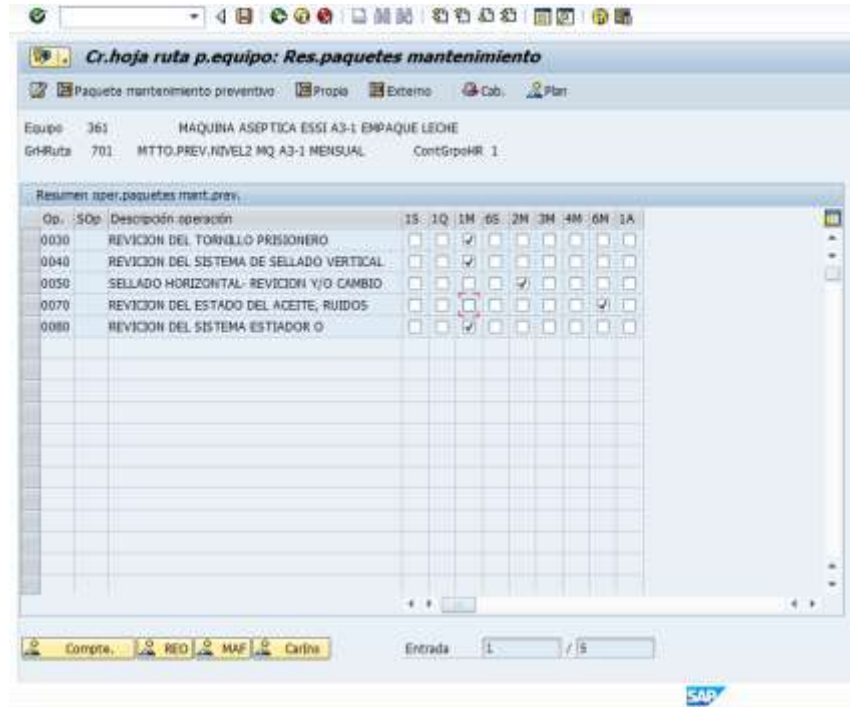 Cr.hoja ruta p.equipo: Res.paquetes mantenimiento
Paquete mantenimiento preventivo Propia Externo Cab. Plan
Equipo 361 MAQUINA ASEPTICA ESSI A3-1 EMPAQUE LECHE
GrHRuta 701 MTTO.PREV.NIVEL2 MQ A3-1 MENSUAL ContGrpoHR 1
Resumen oper.paquetes mant.prev.
Op. SOp Descripción operación 1S 1Q 1M 6S 2M 3M 4M 6M 1A
0030 REVICION DEL TORNILLO PRISIONERO
0040 REVICION DEL SISTEMA DE SELLADO VERTICAL
0050 SELLADO HORIZONTAL- REVICION Y/O CAMBIO
0070 REVICION DEL ESTADO DEL ACEITE, RUIDOS
0080 REVICION DEL SISTEMA ESTIADOR O
Compte. REO MAF Carina Entrada 1 / 5
SAP